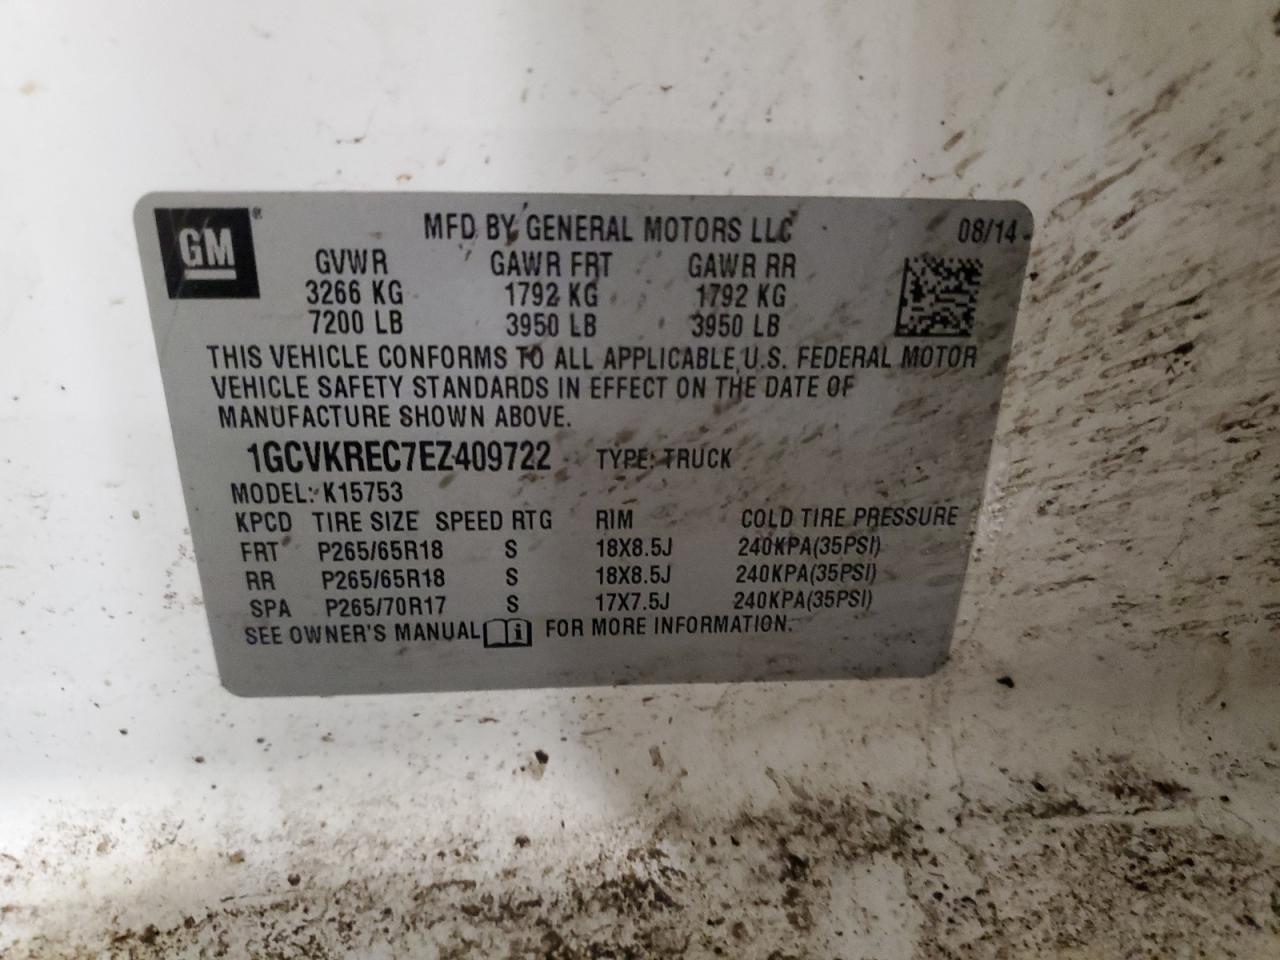 GM®
MFD BY GENERAL MOTORS LLC 08/14
GVWR GAWR FRT GAWR RR
3266 KG 1792 KG 1792 KG
7200 LB 3950 LB 3950 LB
THIS VEHICLE CONFORMS TO ALL APPLICABLE U.S. FEDERAL MOTOR
VEHICLE SAFETY STANDARDS IN EFFECT ON THE DATE OF
MANUFACTURE SHOWN ABOVE.
1GCVKREC7EZ409722 TYPE: TRUCK
MODEL: K15753
KPCD TIRE SIZE SPEED RTG RIM COLD TIRE PRESSURE
FRT P265/65R18 S 18X8.5J 240KPA(35PSI)
RR P265/65R18 S 18X8.5J 240KPA(35PSI)
SPA P265/70R17 S 17X7.5J 240KPA(35PSI)
SEE OWNER'S MANUAL i FOR MORE INFORMATION.